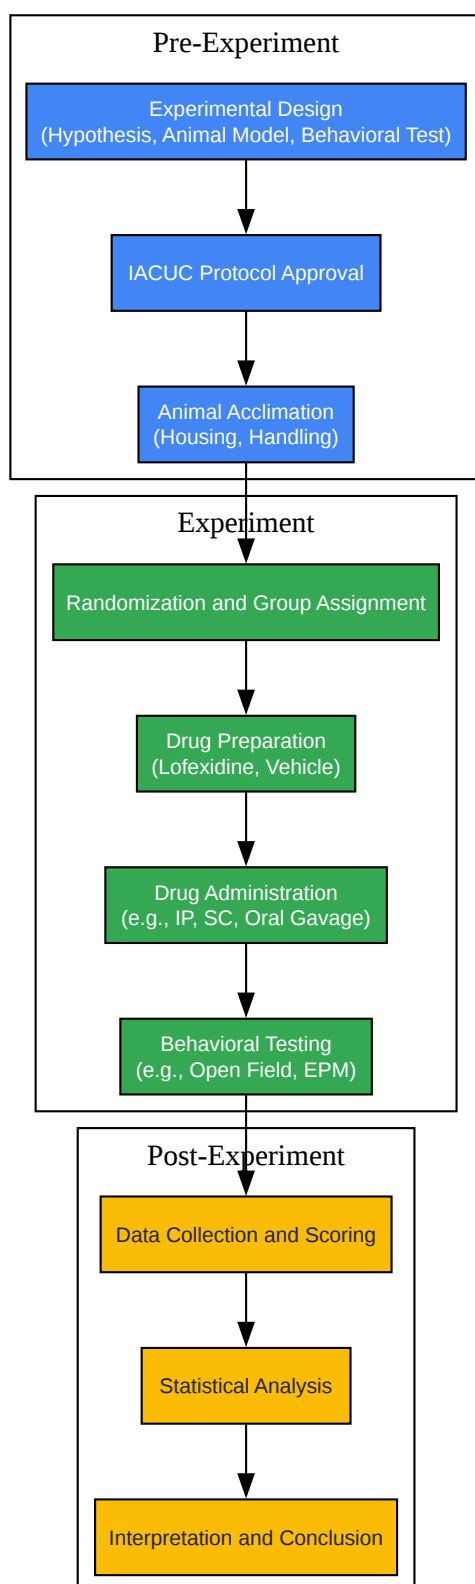 Pre-Experiment
Experimental Design
(Hypothesis, Animal Model, Behavioral Test)
IACUC Protocol Approval
Animal Acclimation
(Housing, Handling)
Experiment
Randomization and Group Assignment
Drug Preparation
(Lofexidine, Vehicle)
Drug Administration
(e.g., IP, SC, Oral Gavage)
Behavioral Testing
(e.g., Open Field, EPM)
Post-Experiment
Data Collection and Scoring
Statistical Analysis
Interpretation and Conclusion